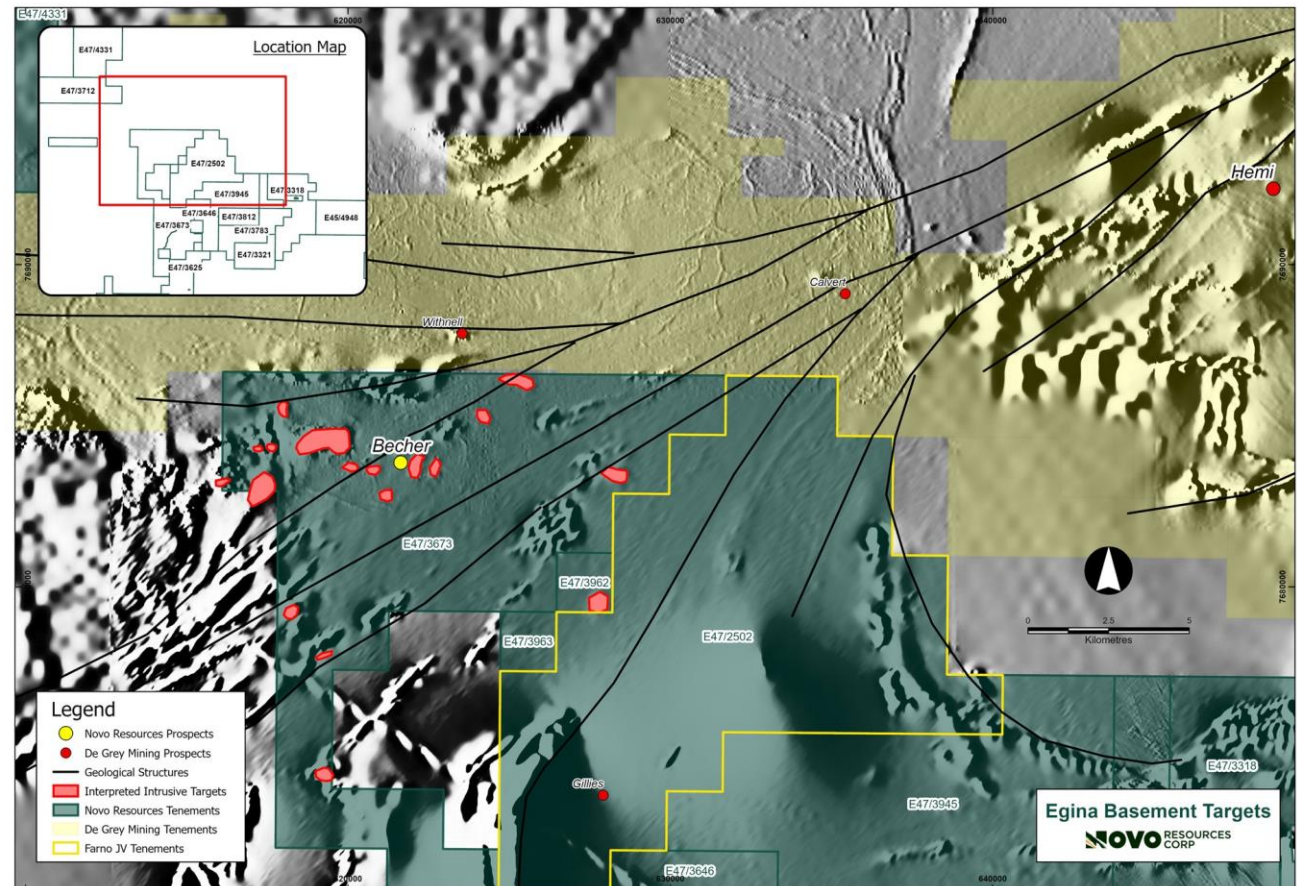 E47/4331
620000
630000
640000
Location Map
E47/4331
E47/3712
E47/2502
E47/3945
E47/3318
E47/3646
E47/3812
E45/4948
E47/3673
E47/3783
E47/3321
E47/3625
Hemi
7690000
7690000
Calvert
Withnell
Becher
E47/3673
E47/3962
7680000
E47/3963
E47/2502
0 2.5 5
Kilometres
Legend
Novo Resources Prospects
De Grey Mining Prospects
Geological Structures
Interpreted Intrusive Targets
Novo Resources Tenements
De Grey Mining Tenements
Farno JV Tenements
Gillies
E47/3318
E47/3945
Egina Basement Targets
NOVO RESOURCES
CORP
E47/3646
620000
630000
640000